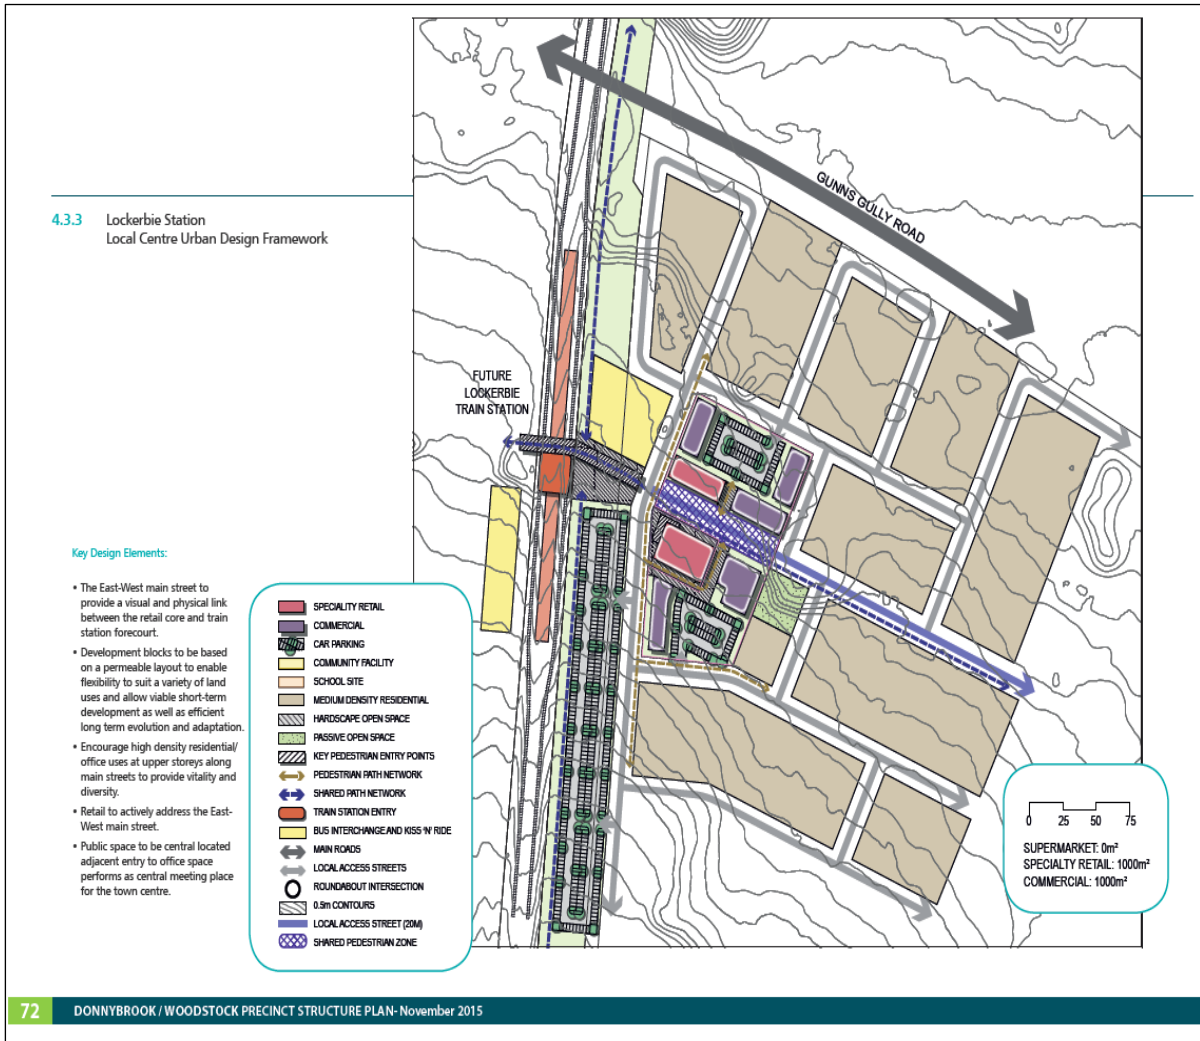 4.3.3 Lockerbie Station
Local Centre Urban Design Framework
GUNNS GULLY ROAD
FUTURE
LOCKERBIE
TRAIN STATION
Key Design Elements:
• The East-West main street to
provide a visual and physical link
between the retail core and train
station forecourt.
• Development blocks to be based
on a permeable layout to enable
flexibility to suit a variety of land
uses and allow viable short-term
development as well as efficient
long term evolution and adaptation.
• Encourage high density residential/
office uses at upper storeys along
main streets to provide vitality and
diversity.
• Retail to actively address the East-
West main street.
• Public space to be central located
adjacent entry to office space
performs as central meeting place
for the town centre.
SPECIALITY RETAIL
COMMERCIAL
CAR PARKING
COMMUNITY FACILITY
SCHOOL SITE
MEDIUM DENSITY RESIDENTIAL
HARDSCAPE OPEN SPACE
PASSIVE OPEN SPACE
KEY PEDESTRIAN ENTRY POINTS
PEDESTRIAN PATH NETWORK
SHARED PATH NETWORK
TRAIN STATION ENTRY
BUS INTERCHANGE AND KISS 'N' RIDE
MAIN ROADS
LOCAL ACCESS STREETS
ROUNDABOUT INTERSECTION
0.5m CONTOURS
LOCAL ACCESS STREET (20M)
SHARED PEDESTRIAN ZONE
0 25 50 75
SUPERMARKET: 0m²
SPECIALTY RETAIL: 1000m²
COMMERCIAL: 1000m²
72 DONNYBROOK / WOODSTOCK PRECINCT STRUCTURE PLAN- November 2015